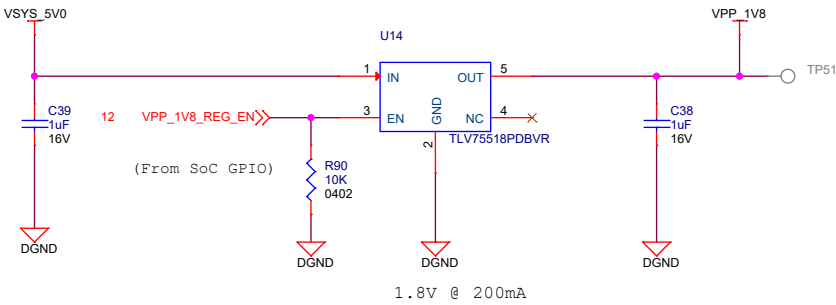 VSYS_5V0
VPP_1V8
U14
TP51
1
IN
OUT
5
C39
1uF
16V
12
VPP_1V8_REG_EN
3
EN
GND
NC
4
C38
1uF
16V
2
TLV75518PDBVR
(From SoC GPIO)
R90
10K
0402
DGND
DGND
DGND
DGND
1.8V @ 200mA